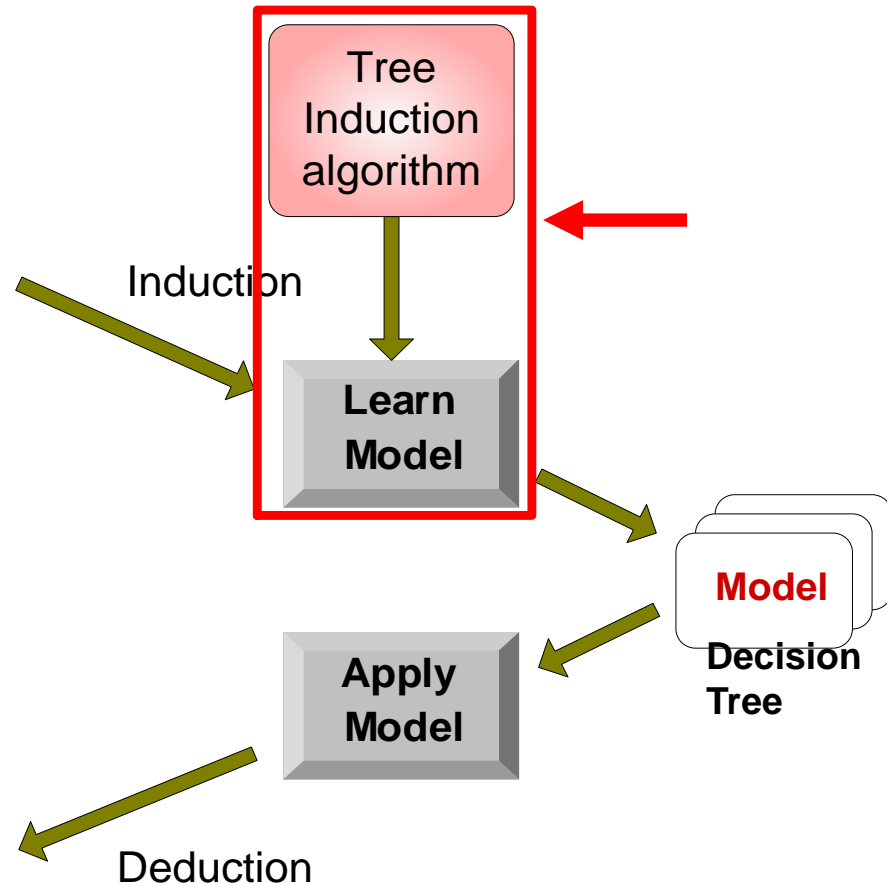 Tree
Induction
algorithm
Induction
Learn
Model
Model
Decision
Tree
Apply
Model
Deduction